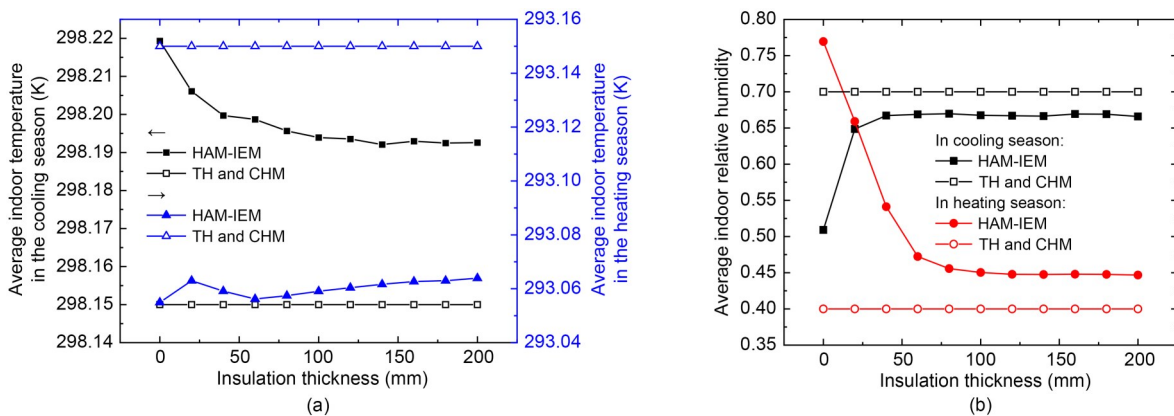 Average indoor temperature
in the cooling season (K)
298.22
298.21
298.20
298.19
298.18
298.17
298.16
298.15
298.14
←
HAM-IEM
TH and CHM
→
HAM-IEM
TH and CHM
293.16
293.14
293.12
293.10
293.08
293.06
293.04
Average indoor temperature
in the heating season (K)
0 50 100 150 200
Insulation thickness (mm)
(a)
Average indoor relative humidity
0.80
0.75
0.70
0.65
0.60
0.55
0.50
0.45
0.40
0.35
In cooling season:
HAM-IEM
TH and CHM
In heating season:
HAM-IEM
TH and CHM
0 50 100 150 200
Insulation thickness (mm)
(b)